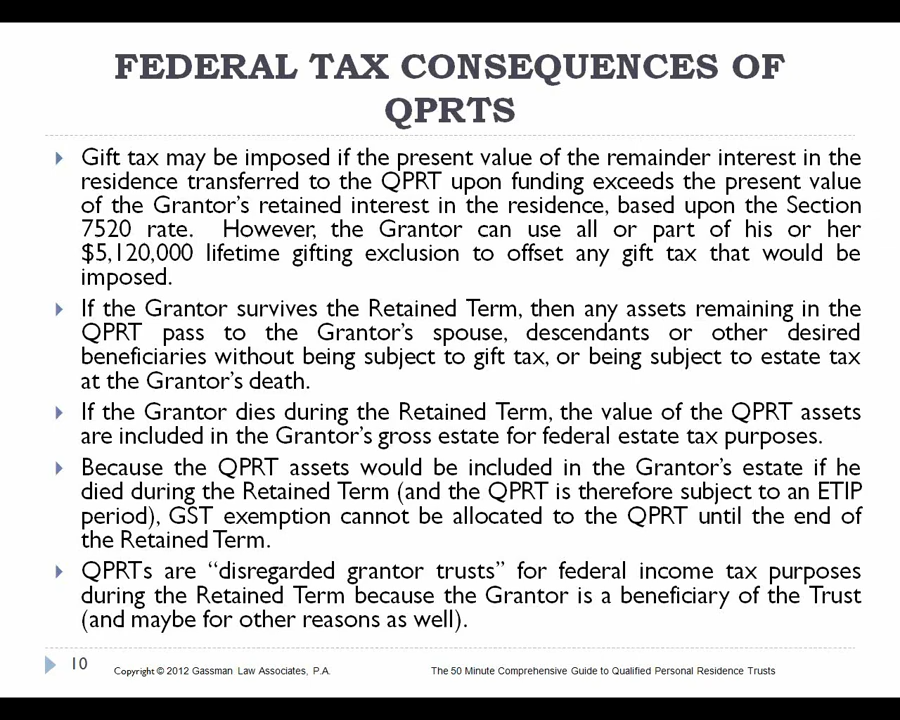 FEDERAL TAX CONSEQUENCES OF
QPRTS
Gift tax may be imposed if the present value of the remainder interest in the
residence transferred to the QPRT upon funding exceeds the present value
of the Grantor's retained interest in the residence, based upon the Section
7520 rate.  However, the Grantor can use all or part of his or her
$5,120,000 lifetime gifting exclusion to offset any gift tax that would be
imposed.
If the Grantor survives the Retained Term, then any assets remaining in the
QPRT pass to the Grantor's spouse, descendants or other desired
beneficiaries without being subject to gift tax, or being subject to estate tax
at the Grantor's death.
If the Grantor dies during the Retained Term, the value of the QPRT assets
are included in the Grantor's gross estate for federal estate tax purposes.
Because the QPRT assets would be included in the Grantor's estate if he
died during the Retained Term (and the QPRT is therefore subject to an ETIP
period), GST exemption cannot be allocated to the QPRT until the end of
the Retained Term.
QPRTs are “disregarded grantor trusts” for federal income tax purposes
during the Retained Term because the Grantor is a beneficiary of the Trust
(and maybe for other reasons as well).
10
Copyright © 2012 Gassman Law Associates, P.A.
The 50 Minute Comprehensive Guide to Qualified Personal Residence Trusts